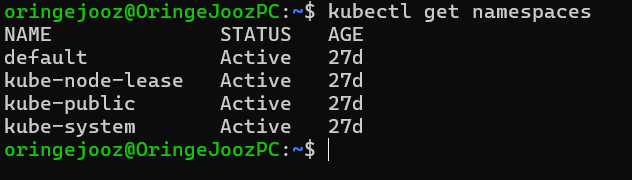 oringejooz@OringeJoozPC:~$ kubectl get namespaces
NAME              STATUS   AGE
default           Active   27d
kube-node-lease   Active   27d
kube-public       Active   27d
kube-system       Active   27d
oringejooz@OringeJoozPC:~$